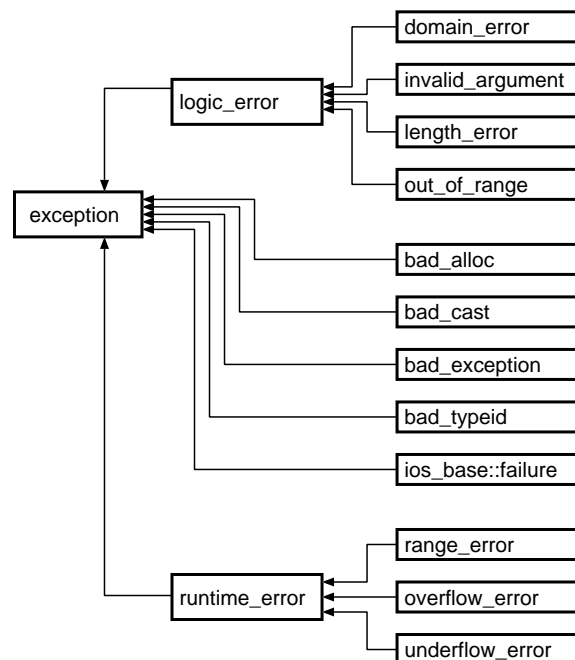 domain_error
invalid_argument
logic_error
length_error
out_of_range
exception
bad_alloc
bad_cast
bad_exception
bad_typeid
ios_base::failure
range_error
runtime_error
overflow_error
underflow_error